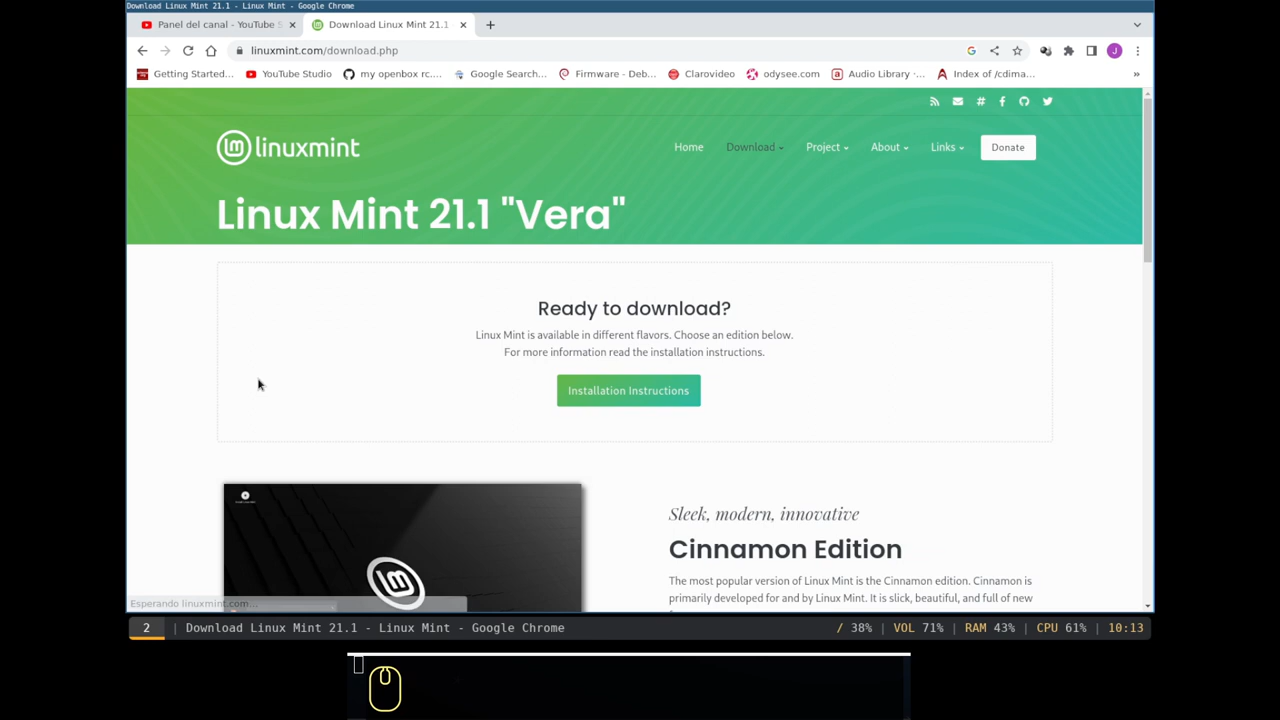 Download Linux Mint 21.1 - Linux Mint - Google Chrome
Panel del canal - YouTube S
Download Linux Mint 21.1
linuxmint.com/download.php
J
Getting Started...
YouTube Studio
my openbox rc....
Google Search...
Firmware - Deb...
Clarovideo
odysee.com
Audio Library -...
Index of /cdima...
»
linuxmint
Home
Download
Project
About
Links
Donate
Linux Mint 21.1 "Vera"
Ready to download?
Linux Mint is available in different flavors. Choose an edition below.
For more information read the installation instructions.
Installation Instructions
Sleek, modern, innovative
Cinnamon Edition
The most popular version of Linux Mint is the Cinnamon edition. Cinnamon is
primarily developed for and by Linux Mint. It is slick, beautiful, and full of new
Esperando linuxmint.com...
2 | Download Linux Mint 21.1 - Linux Mint - Google Chrome
/ 38% | VOL 71% | RAM 43% | CPU 61% | 10:13